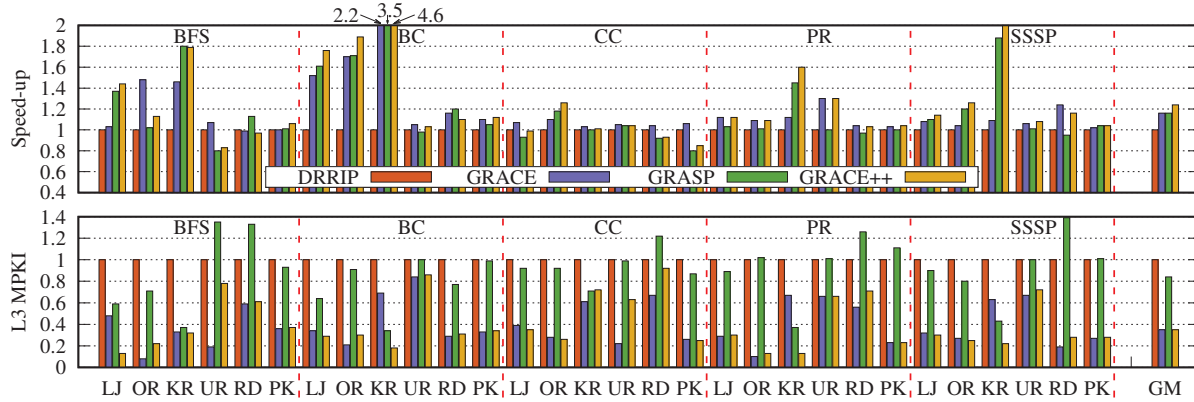 2.2 3.5 4.6
2
1.8
1.6
1.4
1.2
1
0.8
0.6
0.4
Speed-up
BFS BC CC PR SSSP
DRRIP GRACE GRASP GRACE++
1.4
1.2
1
0.8
0.6
0.4
0.2
0
L3 MPKI
BFS BC CC PR SSSP
LJ OR KR UR RD PK LJ OR KR UR RD PK LJ OR KR UR RD PK LJ OR KR UR RD PK LJ OR KR UR RD PK GM